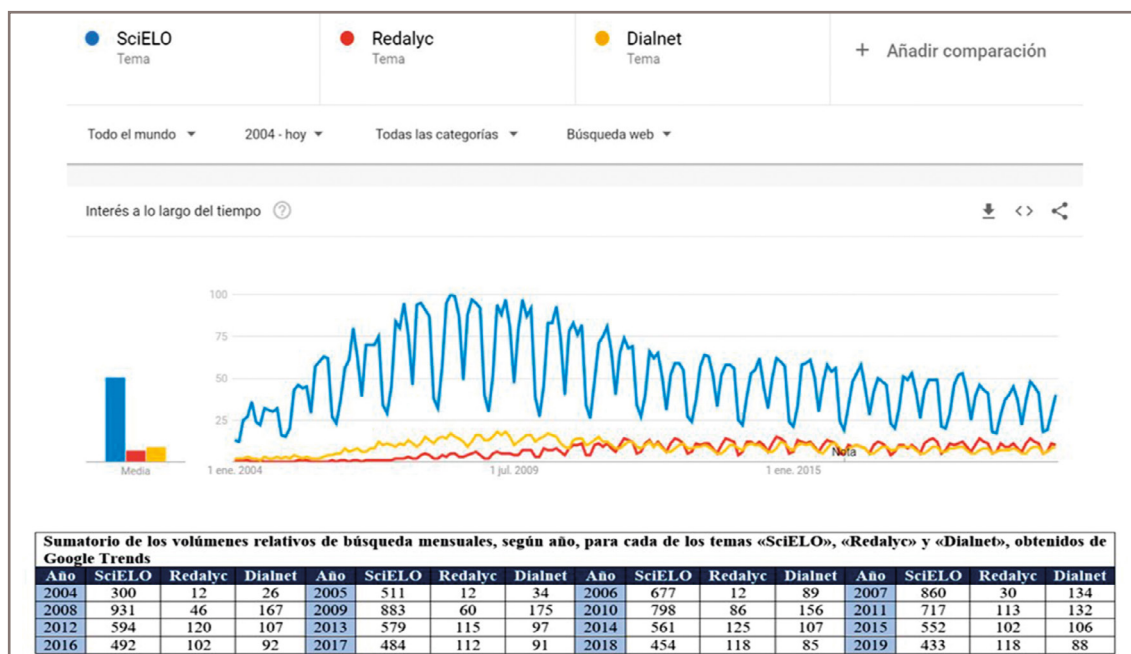 SciELO Redalyc Dialnet + Añadir comparación
Tema Tema Tema
Todo el mundo 2004 - hoy Todas las categorías Búsqueda web
Interés a lo largo del tiempo ?
100
75
50
25
Nota
Media 1 ene. 2004 1 jul. 2009 1 ene. 2015
Sumatorio de los volúmenes relativos de búsqueda mensuales, según año, para cada de los temas «SciELO», «Redalyc» y «Dialnet», obtenidos de
Google Trends
Año SciELO Redalyc Dialnet Año SciELO Redalyc Dialnet Año SciELO Redalyc Dialnet Año SciELO Redalyc Dialnet
2004 300 12 26 2005 511 12 34 2006 677 12 89 2007 860 30 134
2008 931 46 167 2009 883 60 175 2010 798 86 156 2011 717 113 132
2012 594 120 107 2013 579 115 97 2014 561 125 107 2015 552 102 106
2016 492 102 92 2017 484 112 91 2018 454 118 85 2019 433 118 88